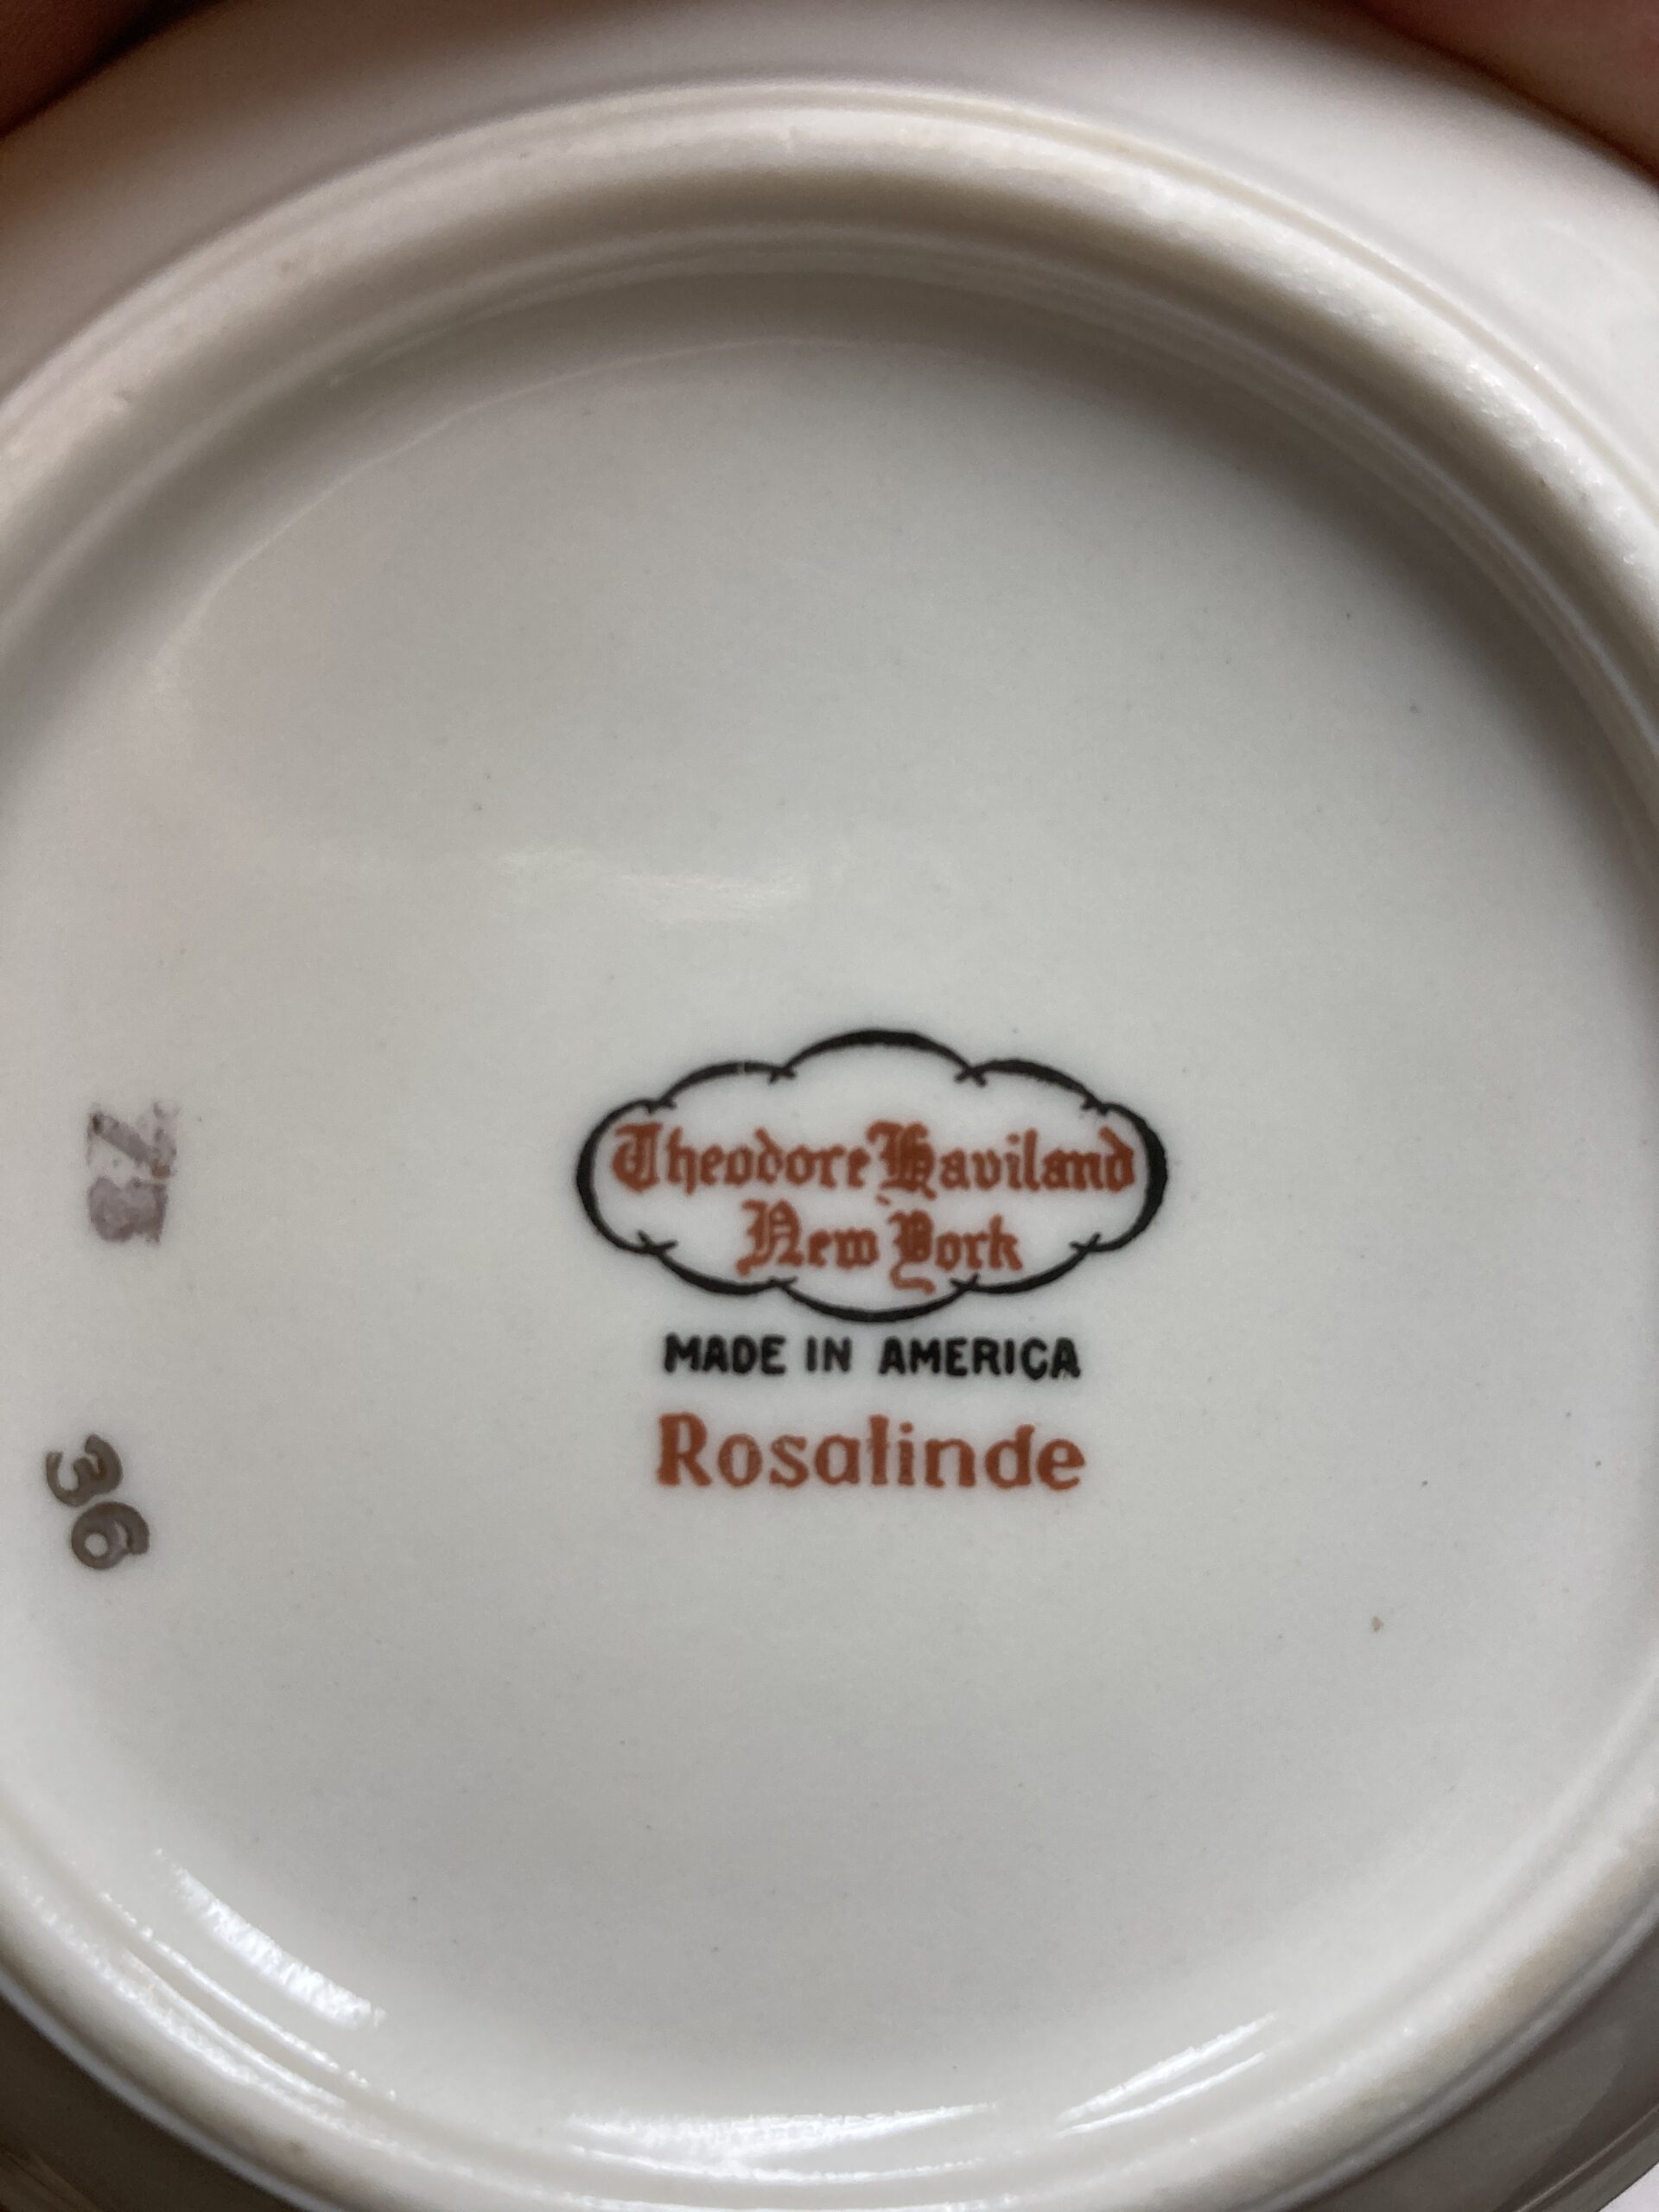 Theodore Haviland
New York
MADE IN AMERICA
Rosalinde
36